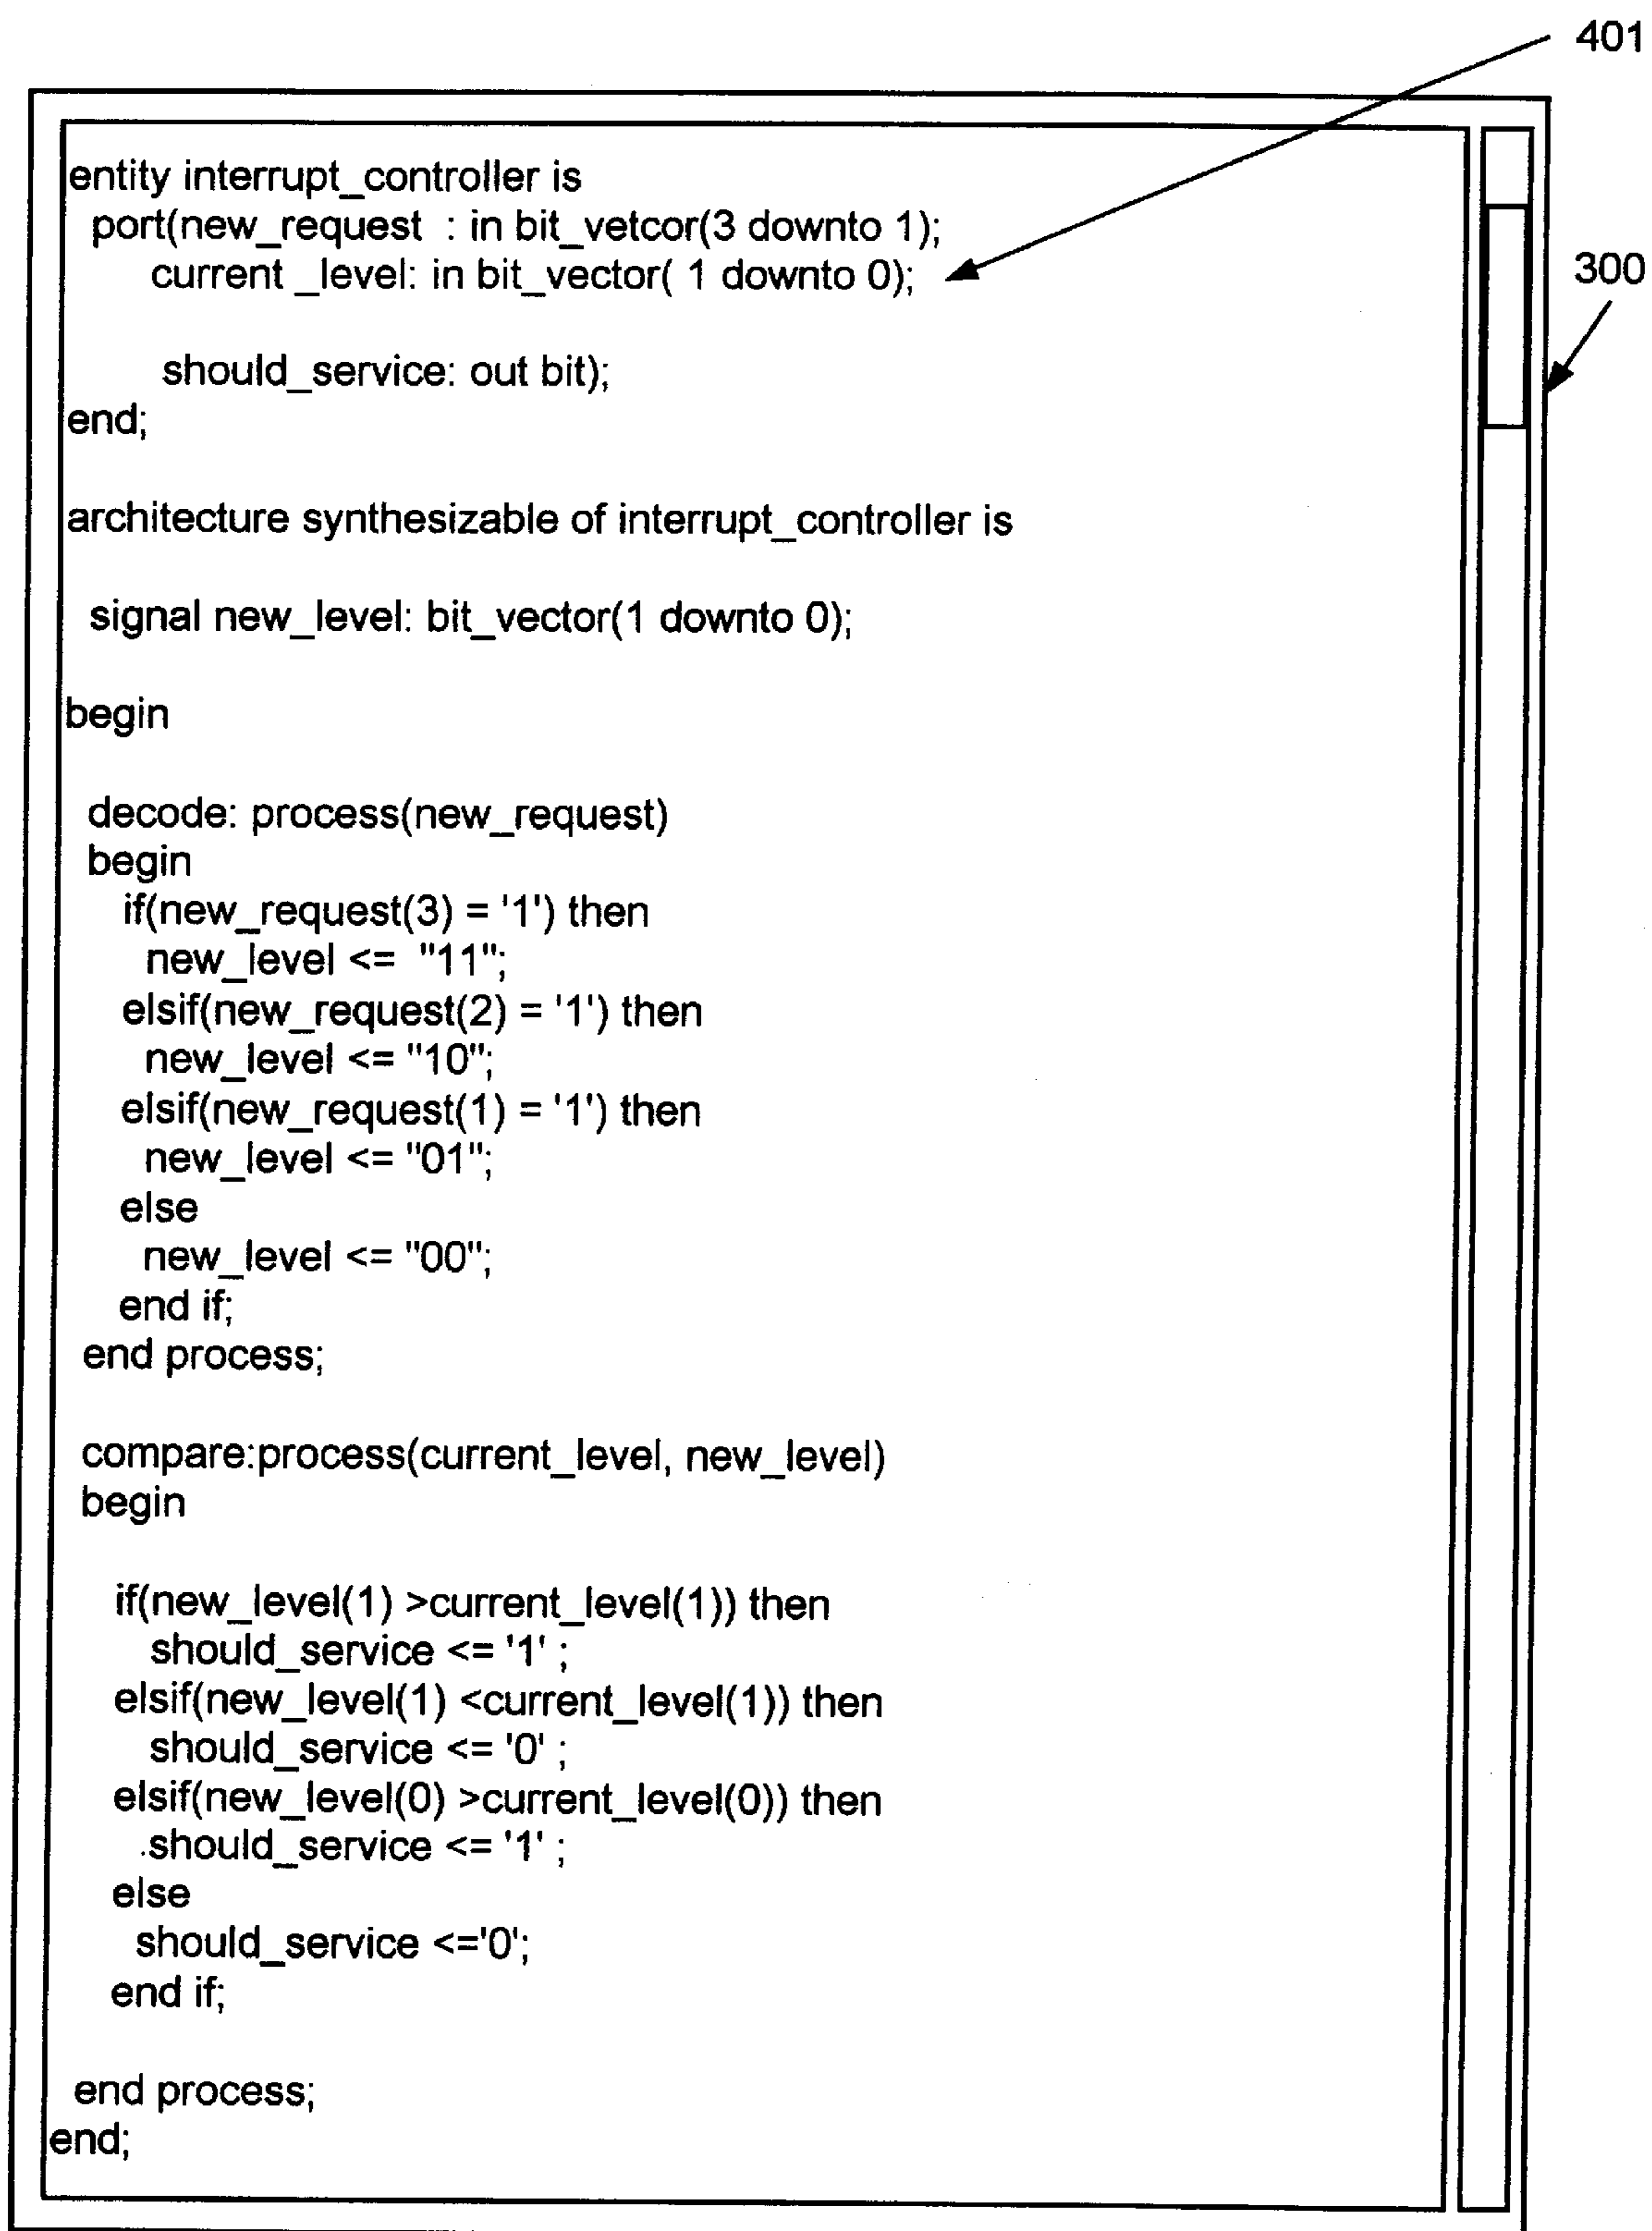 401
entity interrupt_controller is
port(new_request : in bit_vetcor(3 downto 1);
current _level: in bit_vector( 1 downto 0);
300
should_service: out bit);
end;
architecture synthesizable of interrupt_controller is
signal new_level: bit_vector(1 downto 0);
begin
decode: process(new_request)
begin
if(new_request(3) = '1') then
new_level <= "11";
elsif(new_request(2) = '1') then
new_level <= "10";
elsif(new_request(1) = '1') then
new_level <= "01";
else
new_level <= "00";
end if;
end process;
compare:process(current_level, new_level)
begin
if(new_level(1) >current_level(1)) then
should_service <= '1' ;
elsif(new_level(1) <current_level(1)) then
should_service <= '0' ;
elsif(new_level(0) >current_level(0)) then
should_service <= '1' ;
else
should_service <='0';
end if;
end process;
end;